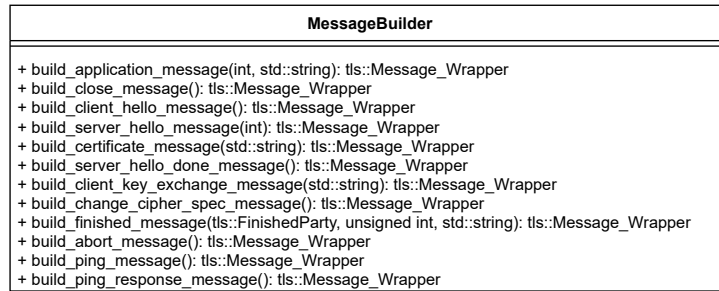 MessageBuilder
+ build_application_message(int, std::string): tls::Message_Wrapper
+ build_close_message(): tls::Message_Wrapper
+ build_client_hello_message(): tls::Message_Wrapper
+ build_server_hello_message(int): tls::Message_Wrapper
+ build_certificate_message(std::string): tls::Message_Wrapper
+ build_server_hello_done_message(): tls::Message_Wrapper
+ build_client_key_exchange_message(std::string): tls::Message_Wrapper
+ build_change_cipher_spec_message(): tls::Message_Wrapper
+ build_finished_message(tls::FinishedParty, unsigned int, std::string): tls::Message_Wrapper
+ build_abort_message(): tls::Message_Wrapper
+ build_ping_message(): tls::Message_Wrapper
+ build_ping_response_message(): tls::Message_Wrapper